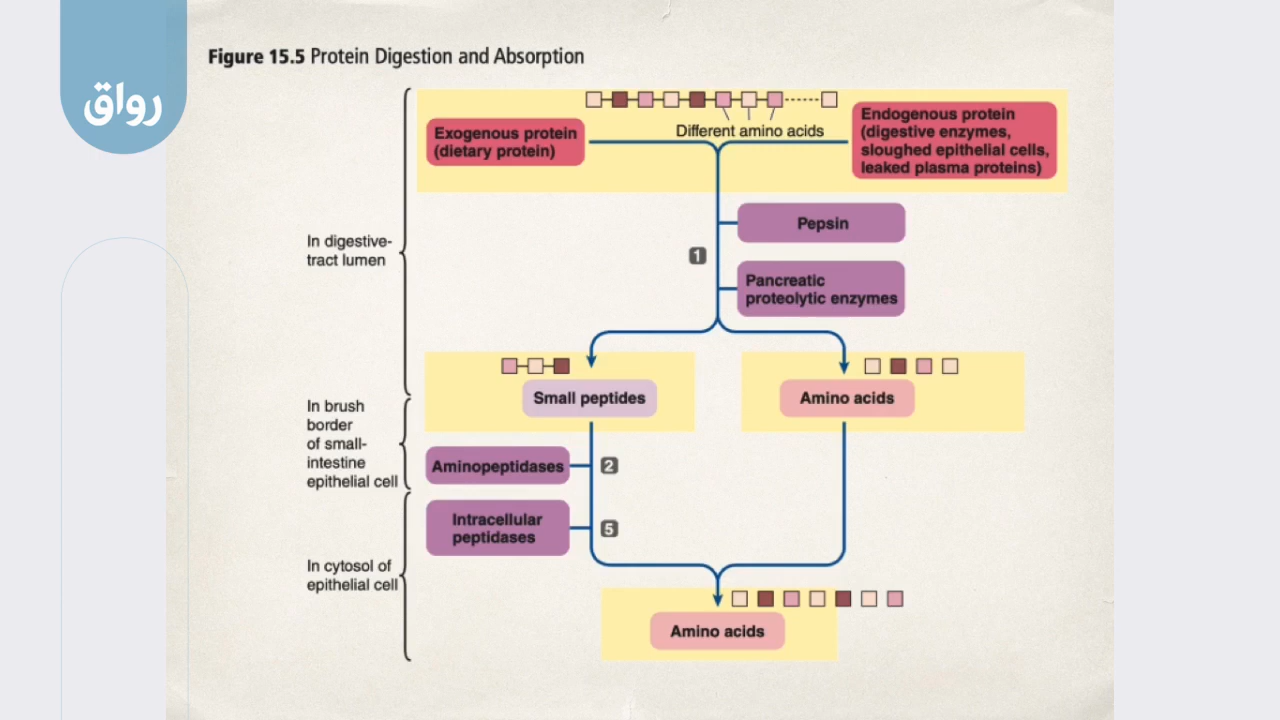 رواق
Figure 15.5 Protein Digestion and Absorption
Different amino acids
Exogenous protein
(dietary protein)
Endogenous protein
(digestive enzymes,
sloughed epithelial cells,
leaked plasma proteins)
In digestive-
tract lumen
Pepsin
1
Pancreatic
proteolytic enzymes
Small peptides
Amino acids
In brush
border
of small-
intestine
epithelial cell
Aminopeptidases
2
Intracellular
peptidases
5
In cytosol of
epithelial cell
Amino acids